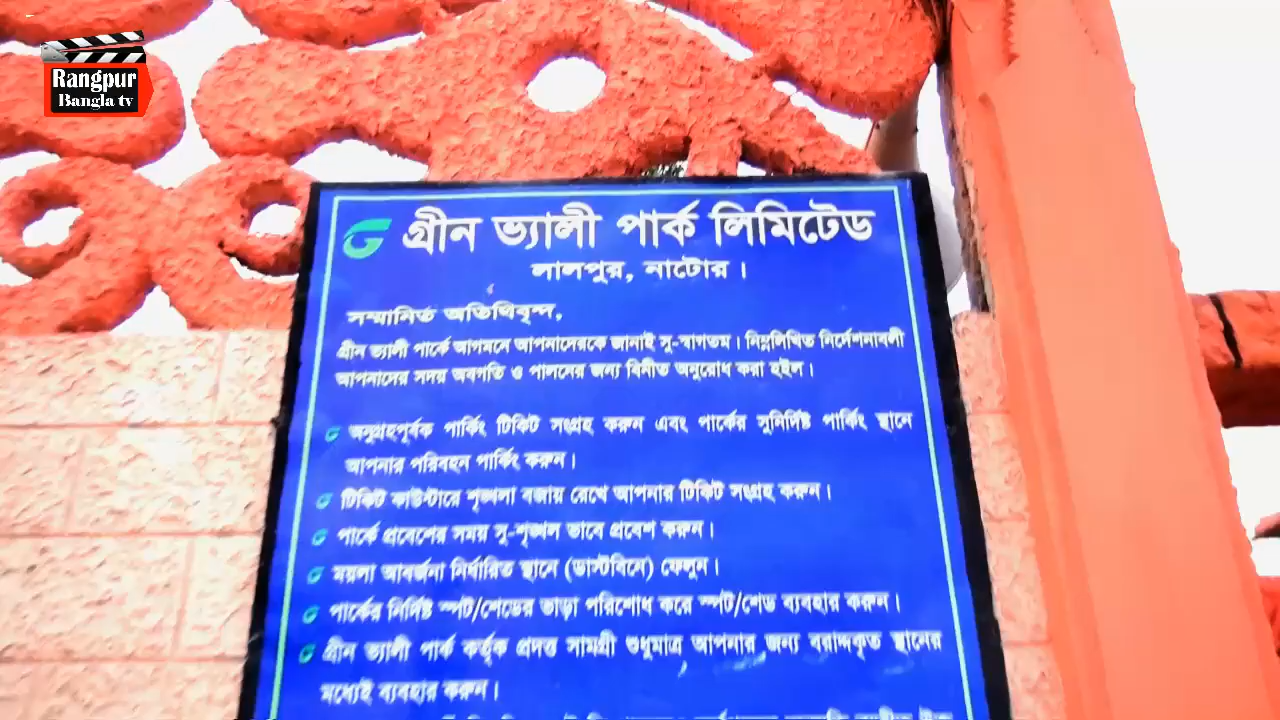 Rangpur
Bangla tv
গ্রীন ভ্যালী পার্ক লিমিটেড
লালপুর, নাটোর।
সম্মানিত অতিথিবৃন্দ,
গ্রীন ভ্যালী পার্কে আগমনে আপনাদেরকে জানাই সু-স্বাগতম। নিম্নলিখিত নির্দেশনাবলী
আপনাদের সদয় অবগতি ও পালনের জন্য বিনীত অনুরোধ করা হইল।
অনুগ্রহপূর্বক পার্কিং টিকিট সংগ্রহ করুন এবং পার্কের সুনির্দিষ্ট পার্কিং স্থানে
আপনার পরিবহন পার্কিং করুন।
টিকিট কাউন্টারে শৃঙ্খলা বজায় রেখে আপনার টিকিট সংগ্রহ করুন।
পার্কে প্রবেশের সময় সু-শৃঙ্খল ভাবে প্রবেশ করুন।
ময়লা আবর্জনা নির্ধারিত স্থানে (ডাস্টবিনে) ফেলুন।
পার্কের নির্দিষ্ট স্পট/শেডের ভাড়া পরিশোধ করে স্পট/শেড ব্যবহার করুন।
গ্রীন ভ্যালী পার্ক কর্তৃক প্রদত্ত সামগ্রী শুধুমাত্র আপনার জন্য বরাদ্দকৃত স্থানের
মধ্যেই ব্যবহার করুন।